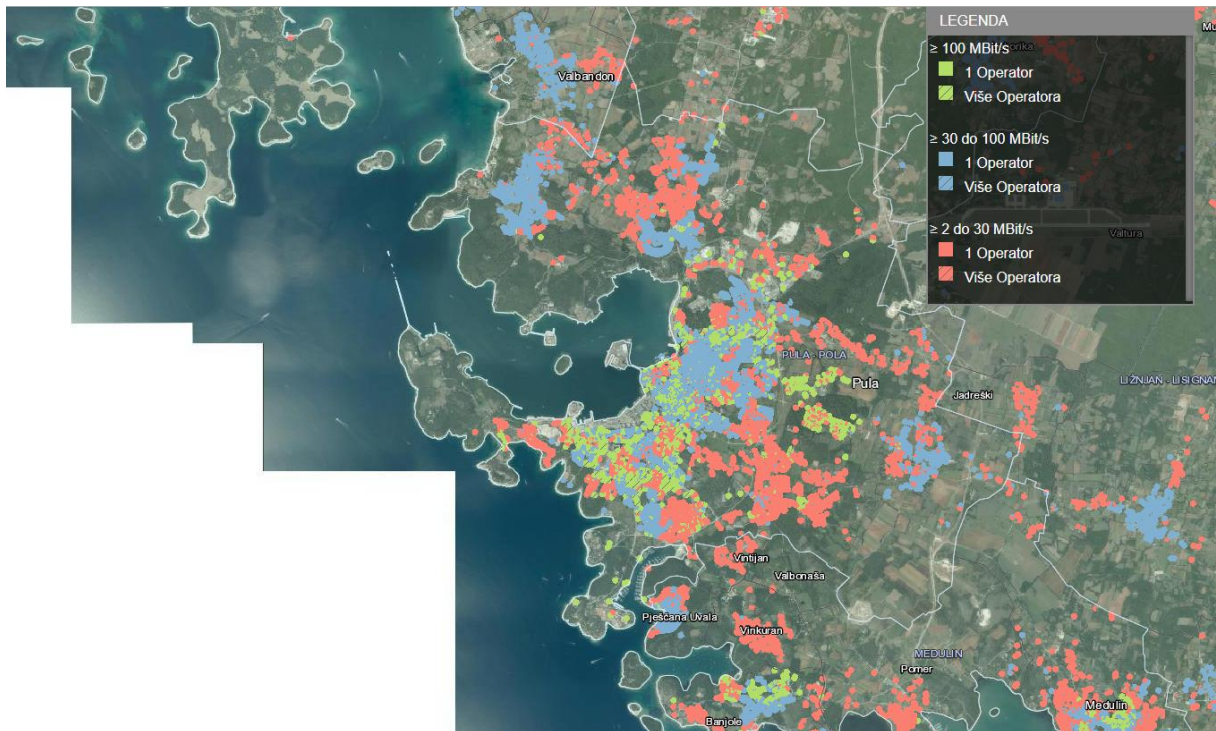 LEGENDA
≥ 100 MBit/s
1 Operator
Više Operatora
≥ 30 do 100 MBit/s
1 Operator
Više Operatora
≥ 2 do 30 MBit/s
1 Operator
Više Operatora
Valbandon
Valtura
PULA - POLA
Pula
LIŽNJAN - LISIGNAN
Jadreški
Vintijan
Valbonaša
Pješčana Uvala
Vinkuran
MEDULIN
Pomer
Medulin
Banjole